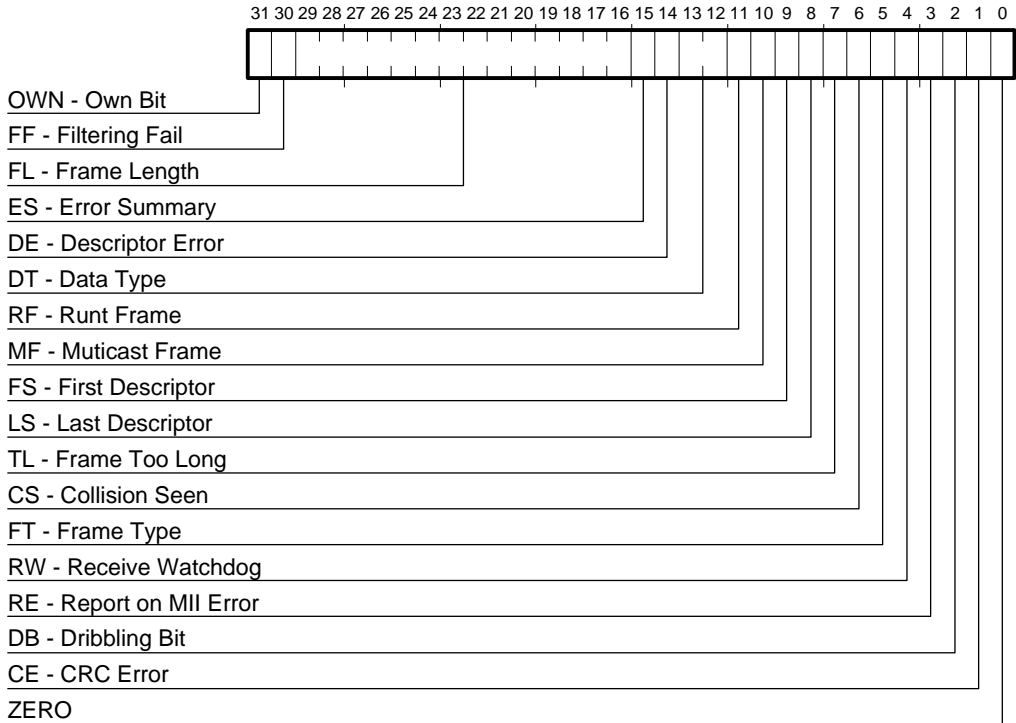 31 30 29 28 27 26 25 24 23 22 21 20 19 18 17 16 15 14 13 12 11 10 9 8 7 6 5 4 3 2 1 0
OWN - Own Bit
FF - Filtering Fail
FL - Frame Length
ES - Error Summary
DE - Descriptor Error
DT - Data Type
RF - Runt Frame
MF - Muticast Frame
FS - First Descriptor
LS - Last Descriptor
TL - Frame Too Long
CS - Collision Seen
FT - Frame Type
RW - Receive Watchdog
RE - Report on MII Error
DB - Dribbling Bit
CE - CRC Error
ZERO